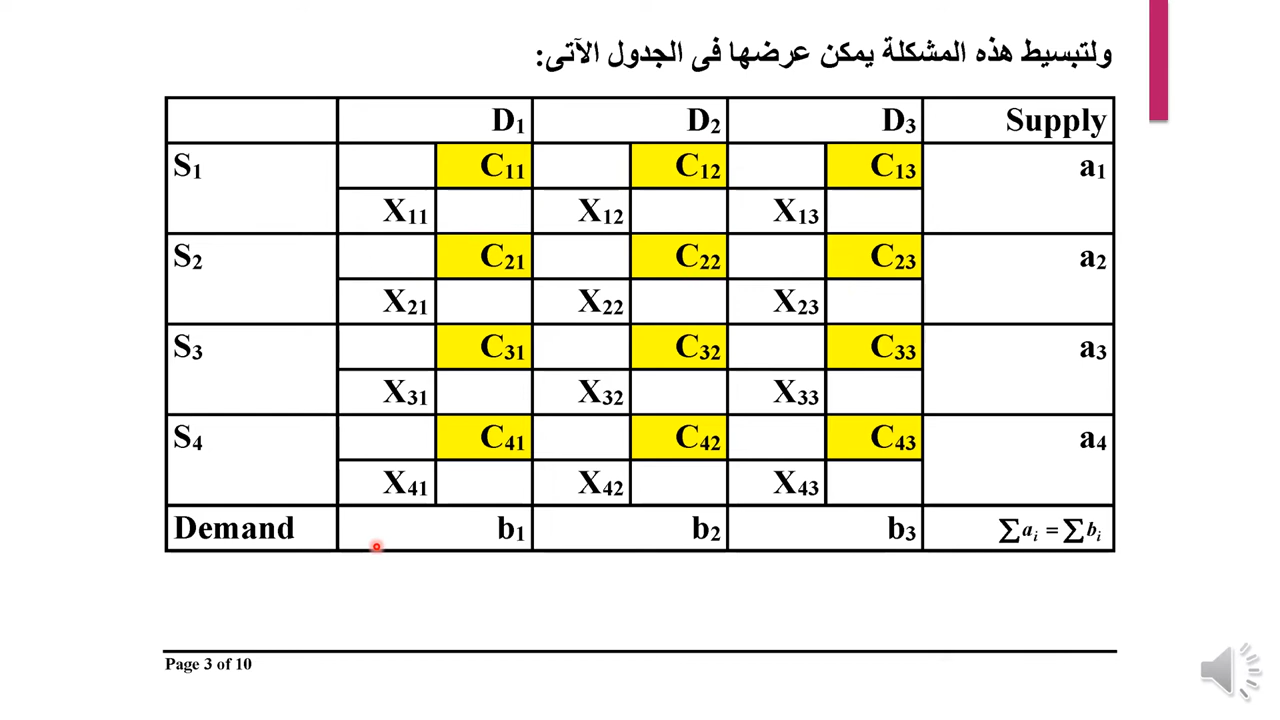 ولتبسيط هذه المشكلة يمكن عرضها فى الجدول الآتى:
D₁ D₂ D₃ Supply
S₁ C₁₁ C₁₂ C₁₃ a₁
X₁₁ X₁₂ X₁₃
S₂ C₂₁ C₂₂ C₂₃ a₂
X₂₁ X₂₂ X₂₃
S₃ C₃₁ C₃₂ C₃₃ a₃
X₃₁ X₃₂ X₃₃
S₄ C₄₁ C₄₂ C₄₃ a₄
X₄₁ X₄₂ X₄₃
Demand b₁ b₂ b₃ ∑aᵢ = ∑bᵢ
Page 3 of 10